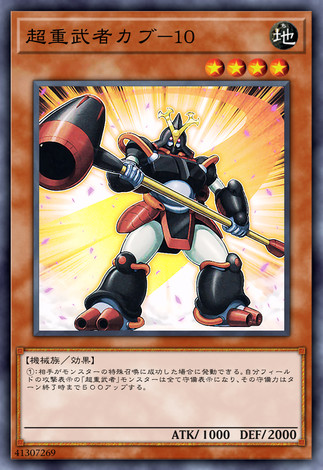 超重武者カブ-10
地
【機械族／効果】
①：相手がモンスターの特殊召喚に成功した場合に発動できる。自分フィール
ドの攻撃表示の「超重武者」モンスターは全て守備表示になり、その守備力はター
ン終了時まで５００アップする。
ATK/ 1000 DEF/2000
41307269